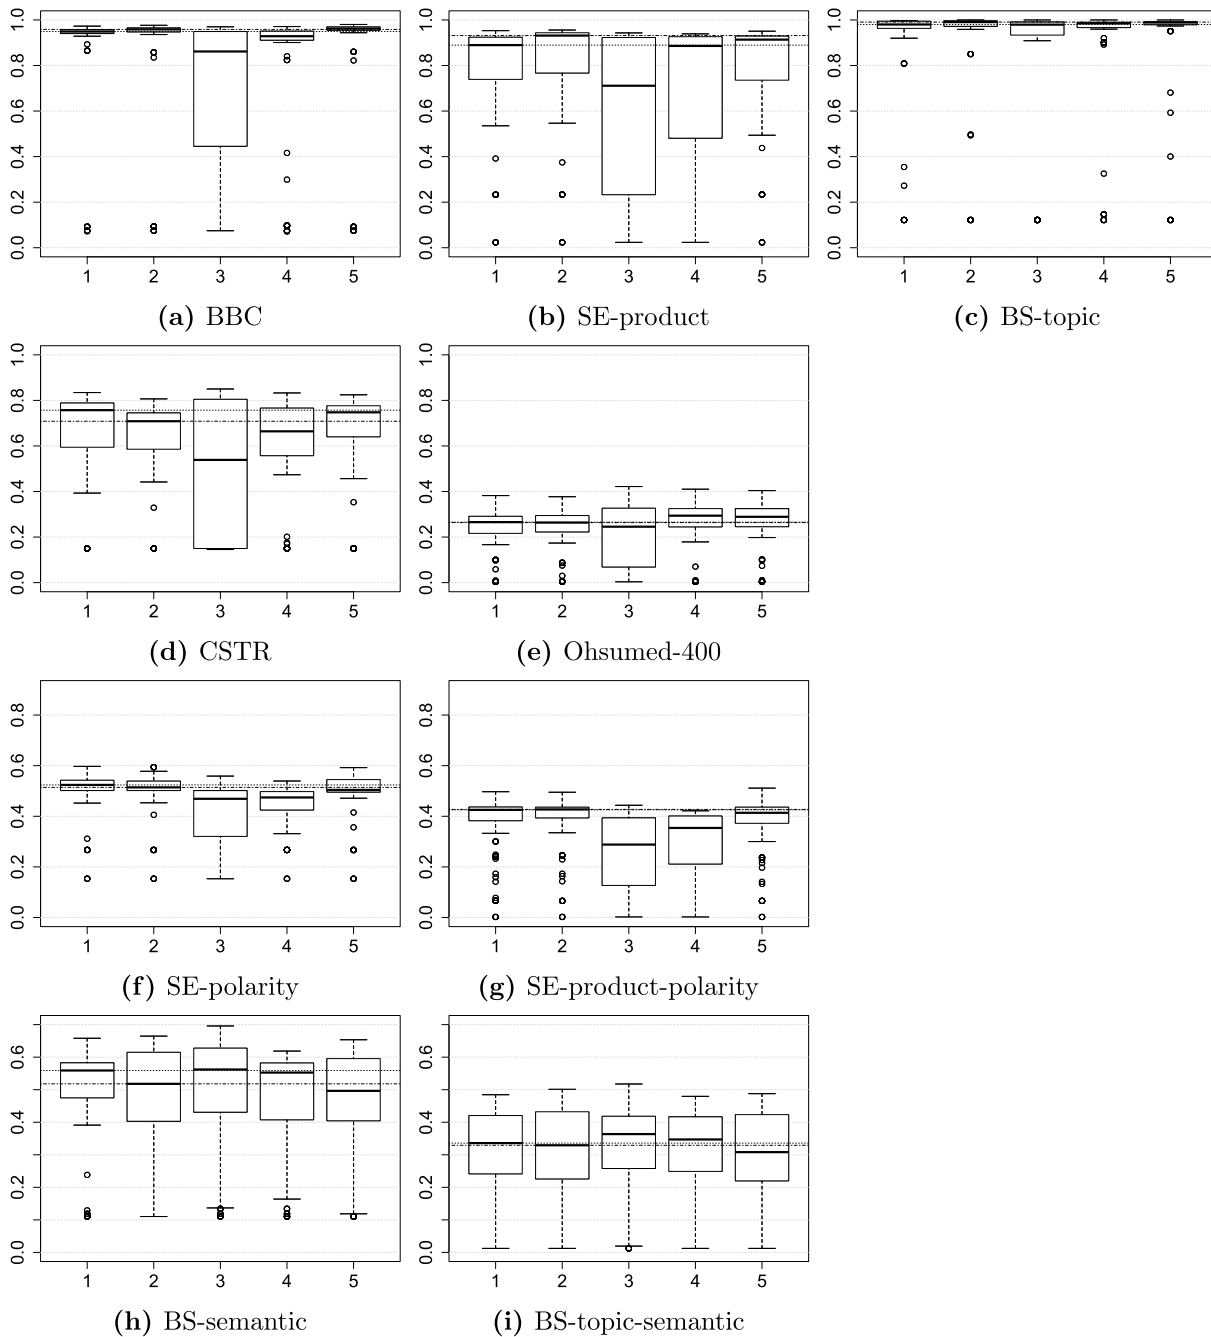 0.0 0.2 0.4 0.6 0.8 1.0
1 2 3 4 5
(a) BBC
0.0 0.2 0.4 0.6 0.8 1.0
1 2 3 4 5
(b) SE-product
0.0 0.2 0.4 0.6 0.8 1.0
1 2 3 4 5
(c) BS-topic
0.0 0.2 0.4 0.6 0.8 1.0
1 2 3 4 5
(d) CSTR
0.0 0.2 0.4 0.6 0.8 1.0
1 2 3 4 5
(e) Ohsumed-400
0.0 0.2 0.4 0.6 0.8
1 2 3 4 5
(f) SE-polarity
0.0 0.2 0.4 0.6 0.8
1 2 3 4 5
(g) SE-product-polarity
0.0 0.2 0.4 0.6
1 2 3 4 5
(h) BS-semantic
0.0 0.2 0.4 0.6
1 2 3 4 5
(i) BS-topic-semantic